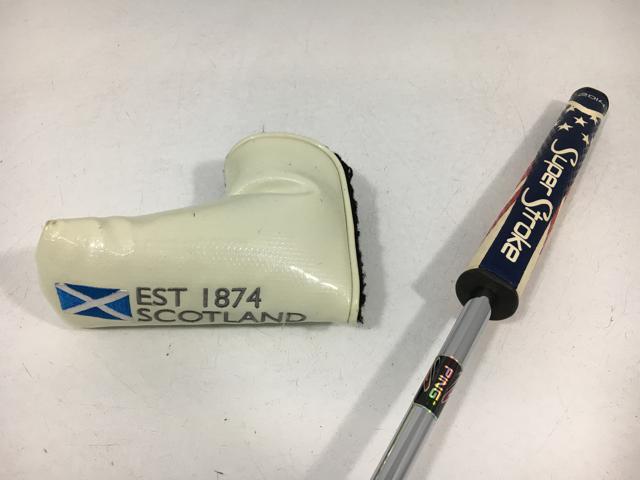 EST 1874
SCOTLAND
Super Stroke
PING